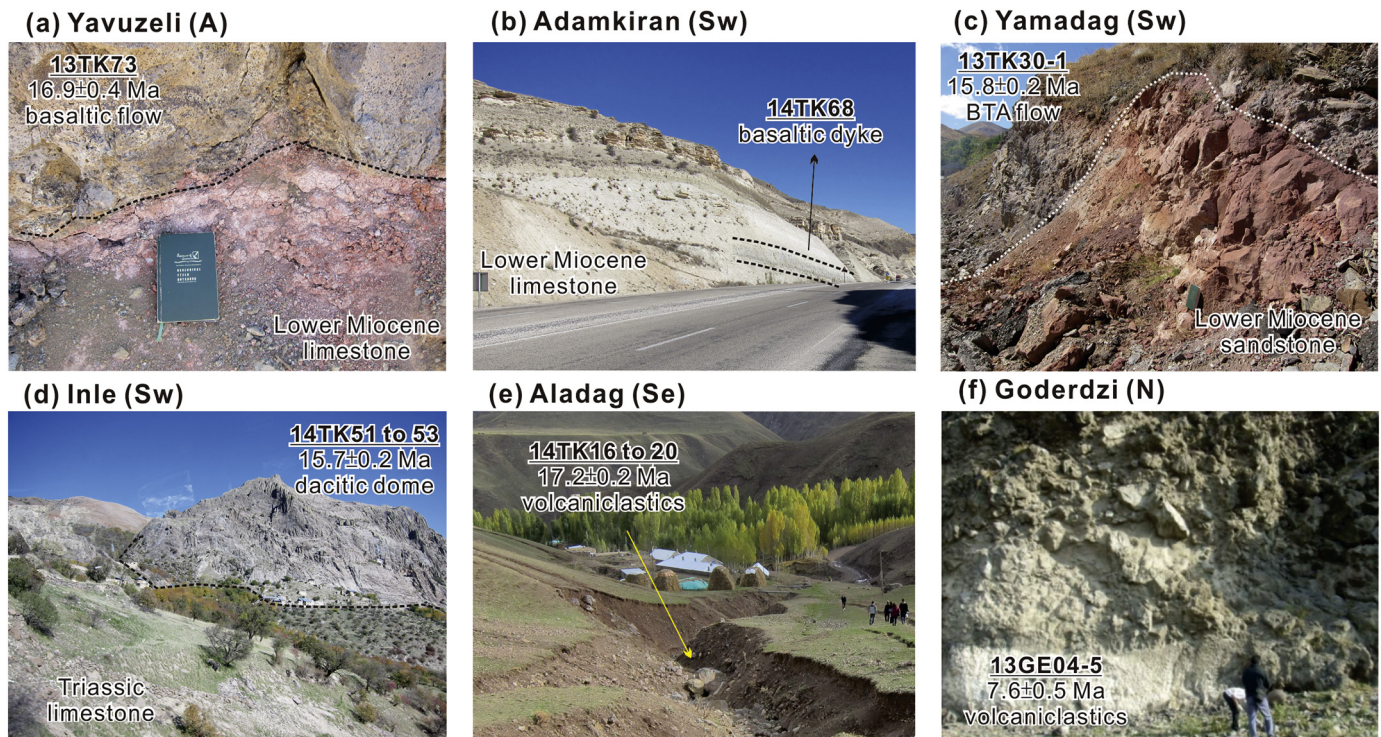 (a) Yavuzeli (A)
13TK73
16.9±0.4 Ma
basaltic flow
GEOLOGICAL
FIELD
NOTEBOOK
Lower Miocene
limestone
(b) Adamkiran (Sw)
14TK68
basaltic dyke
Lower Miocene
limestone
(c) Yamadag (Sw)
13TK30-1
15.8±0.2 Ma
BTA flow
Lower Miocene
sandstone
(d) Inle (Sw)
14TK51 to 53
15.7±0.2 Ma
dacitic dome
Triassic
limestone
(e) Aladag (Se)
14TK16 to 20
17.2±0.2 Ma
volcaniclastics
(f) Goderdzi (N)
13GE04-5
7.6±0.5 Ma
volcaniclastics